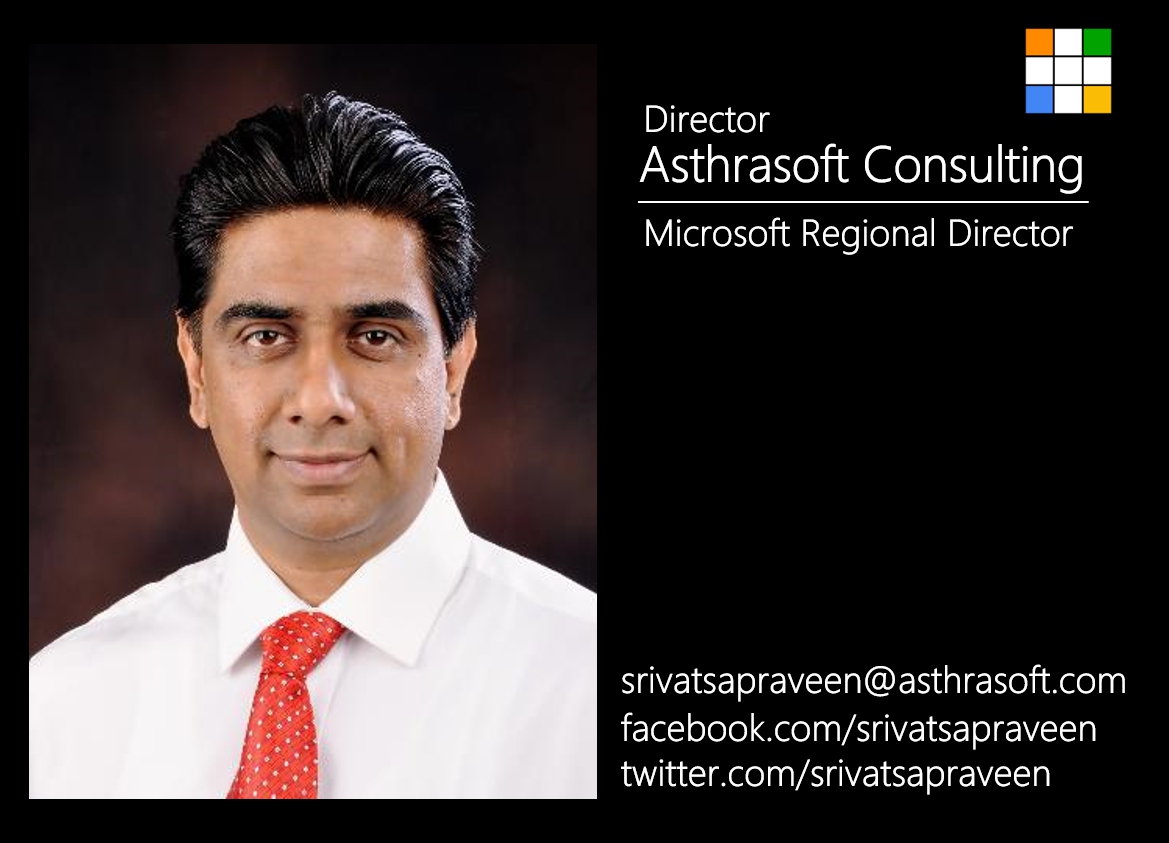 Director
Asthrasoft Consulting
Microsoft Regional Director
srivatsapraveen@asthrasoft.com
facebook.com/srivatsapraveen
twitter.com/srivatsapraveen